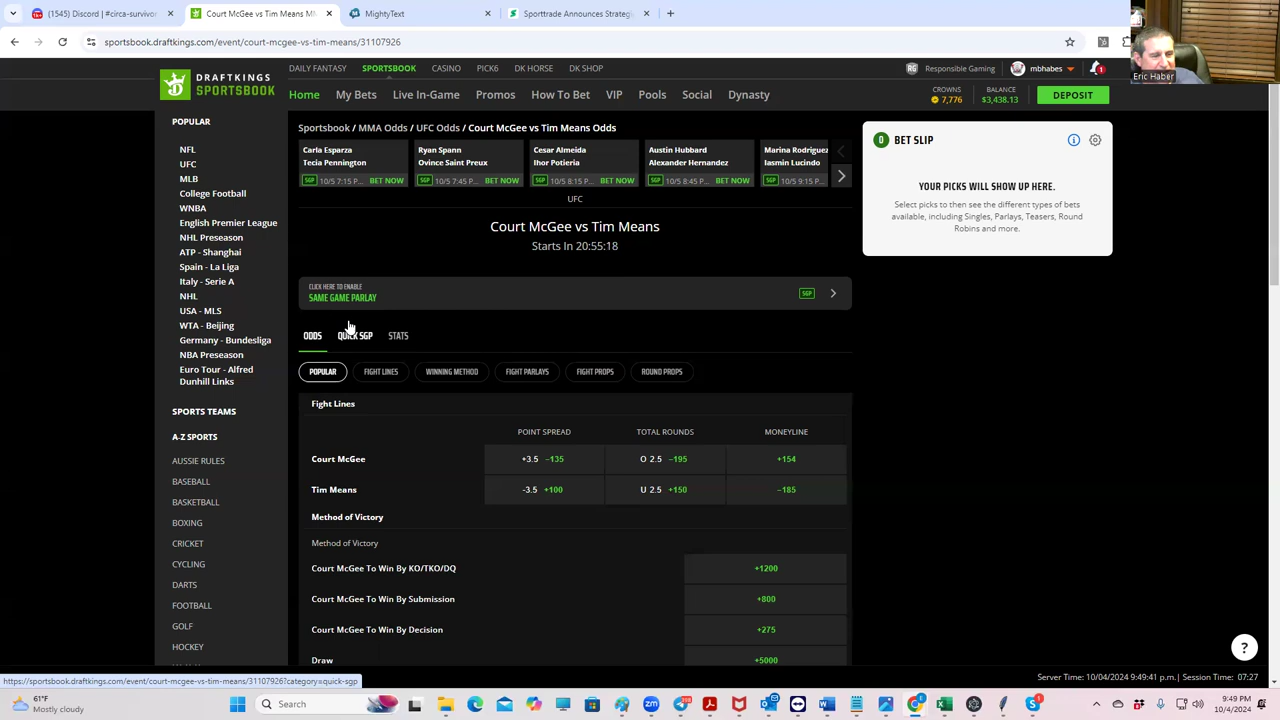 (1545) Discord | #circa-survivor
Court McGee vs Tim Means M
MightyText
Sporttrade Announces Strateg
sportsbook.draftkings.com/event/court-mcgee-vs-tim-means/31107926
Eric Haber
DAILY FANTASY SPORTSBOOK CASINO PICK6 DK HORSE DK SHOP
RG Responsible Gaming mbhabes 1
DRAFTKINGS
SPORTSBOOK
Home My Bets Live In- Promos How To Bet VIP Pools Social Dynasty
CROWNS
7,776
BALANCE
$3,438.13
DEPOSIT
POPULAR
NFL
UFC
MLB
College Football
WNBA
English Premier League
NHL Preseason
ATP - Shanghai
Spain - La Liga
Italy - Serie A
NHL
USA - MLS
WTA - Beijing
Germany - Bundesliga
NBA Preseason
Euro Tour - Alfred
Dunhill Links
SPORTS TEAMS
A-Z SPORTS
AUSSIE RULES
BASEBALL
BASKETBALL
BOXING
CRICKET
CYCLING
DARTS
FOOTBALL
GOLF
HOCKEY
Sportsbook / MMA Odds / UFC Odds / Court McGee vs Tim Means Odds
Carla Esparza
Tecia Pennington
SGP 10/5 7:15 P... BET NOW
Ryan Spann
Ovince Saint Preux
SGP 10/5 7:45 P... BET NOW
Cesar Almeida
Ihor Potieria
SGP 10/5 8:15 P... BET NOW
Austin Hubbard
Alexander Hernandez
SGP 10/5 8:45 P... BET NOW
Marina Rodriguez
Iasmin Lucindo
SGP 10/5 9:15 P... BET NOW
UFC
Court McGee vs Tim Means
Starts In 20:55:18
CLICK HERE TO ENABLE
SAME GAME PARLAY SGP
ODDS QUICK SGP STATS
POPULAR FIGHT LINES WINNING METHOD FIGHT PARLAYS FIGHT PROPS ROUND PROPS
Fight Lines
POINT SPREAD TOTAL ROUNDS MONEYLINE
Court McGee +3.5 −135 O 2.5 −195 +154
Tim Means -3.5 +100 U 2.5 +150 −185
Method of Victory
Method of Victory
Court McGee To Win By KO/TKO/DQ +1200
Court McGee To Win By Submission +800
Court McGee To Win By Decision +275
Draw +5000
0 BET SLIP
YOUR PICKS WILL SHOW UP HERE.
Select picks to then see the different types of bets
available, including Singles, Parlays, Teasers, Round
Robins and more.
?
https://sportsbook.draftkings.com/event/court-mcgee-vs-tim-means/31107926?category=quick-sgp
Server Time: 10/04/2024 9:49:41 p.m.| Session Time: 07:27
61°F
Mostly cloudy
Search
9:49 PM
10/4/2024